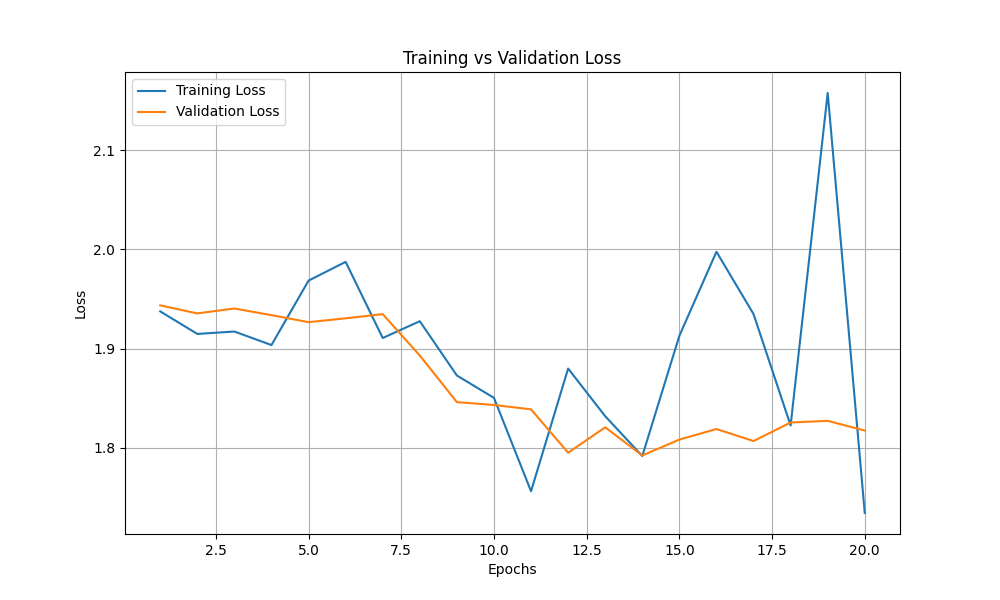 Training vs Validation Loss
Training Loss
Validation Loss
2.1
2.0
1.9
1.8
Loss
2.5 5.0 7.5 10.0 12.5 15.0 17.5 20.0
Epochs